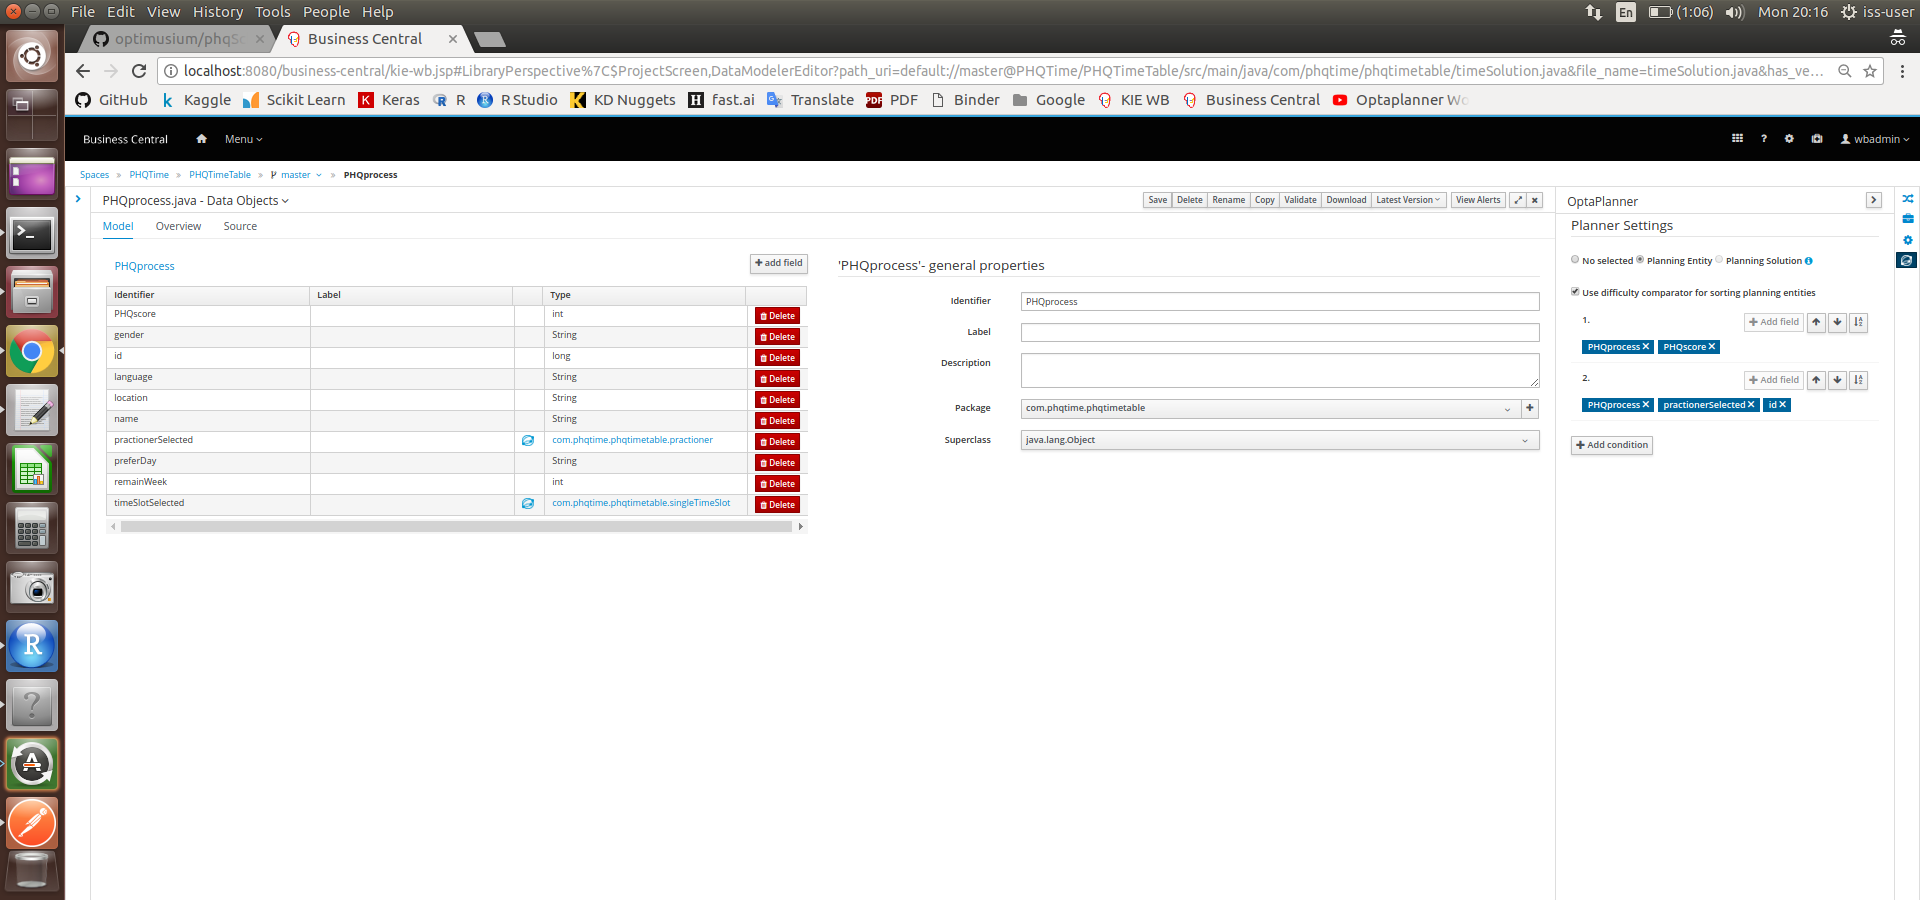 File Edit View History Tools People Help
En (1:06) Mon 20:16 iss-user
optimusium/phqS
Business Central
localhost:8080/business-central/kie-wb.jsp#LibraryPerspective%7C$ProjectScreen,DataModelerEditor?path_uri=default://master@PHQTime/PHQTimeTable/src/main/java/com/phqtime/phqtimetable/timeSolution.java&file_name=timeSolution.java&has_ve...
GitHub Kaggle Scikit Learn Keras R R Studio KD Nuggets fast.ai Translate PDF Binder Google KIE WB Business Central Optaplanner Wo
Business Central Menu wbadmin
Spaces » PHQTime » PHQTimeTable » master » PHQprocess
PHQprocess.java - Data Objects
Save Delete Rename Copy Validate Download Latest Version View Alerts
Model Overview Source
PHQprocess
+ add field
Identifier Label Type
PHQscore int Delete
gender String Delete
id long Delete
language String Delete
location String Delete
name String Delete
practionerSelected com.phqtime.phqtimetable.practioner Delete
preferDay String Delete
remainWeek int Delete
timeSlotSelected com.phqtime.phqtimetable.singleTimeSlot Delete
'PHQprocess'- general properties
Identifier PHQprocess
Label
Description
Package com.phqtime.phqtimetable
Superclass java.lang.Object
OptaPlanner
Planner Settings
No selected Planning Entity Planning Solution
Use difficulty comparator for sorting planning entities
1. + Add field
PHQprocess PHQscore
2. + Add field
PHQprocess practionerSelected id
+ Add condition